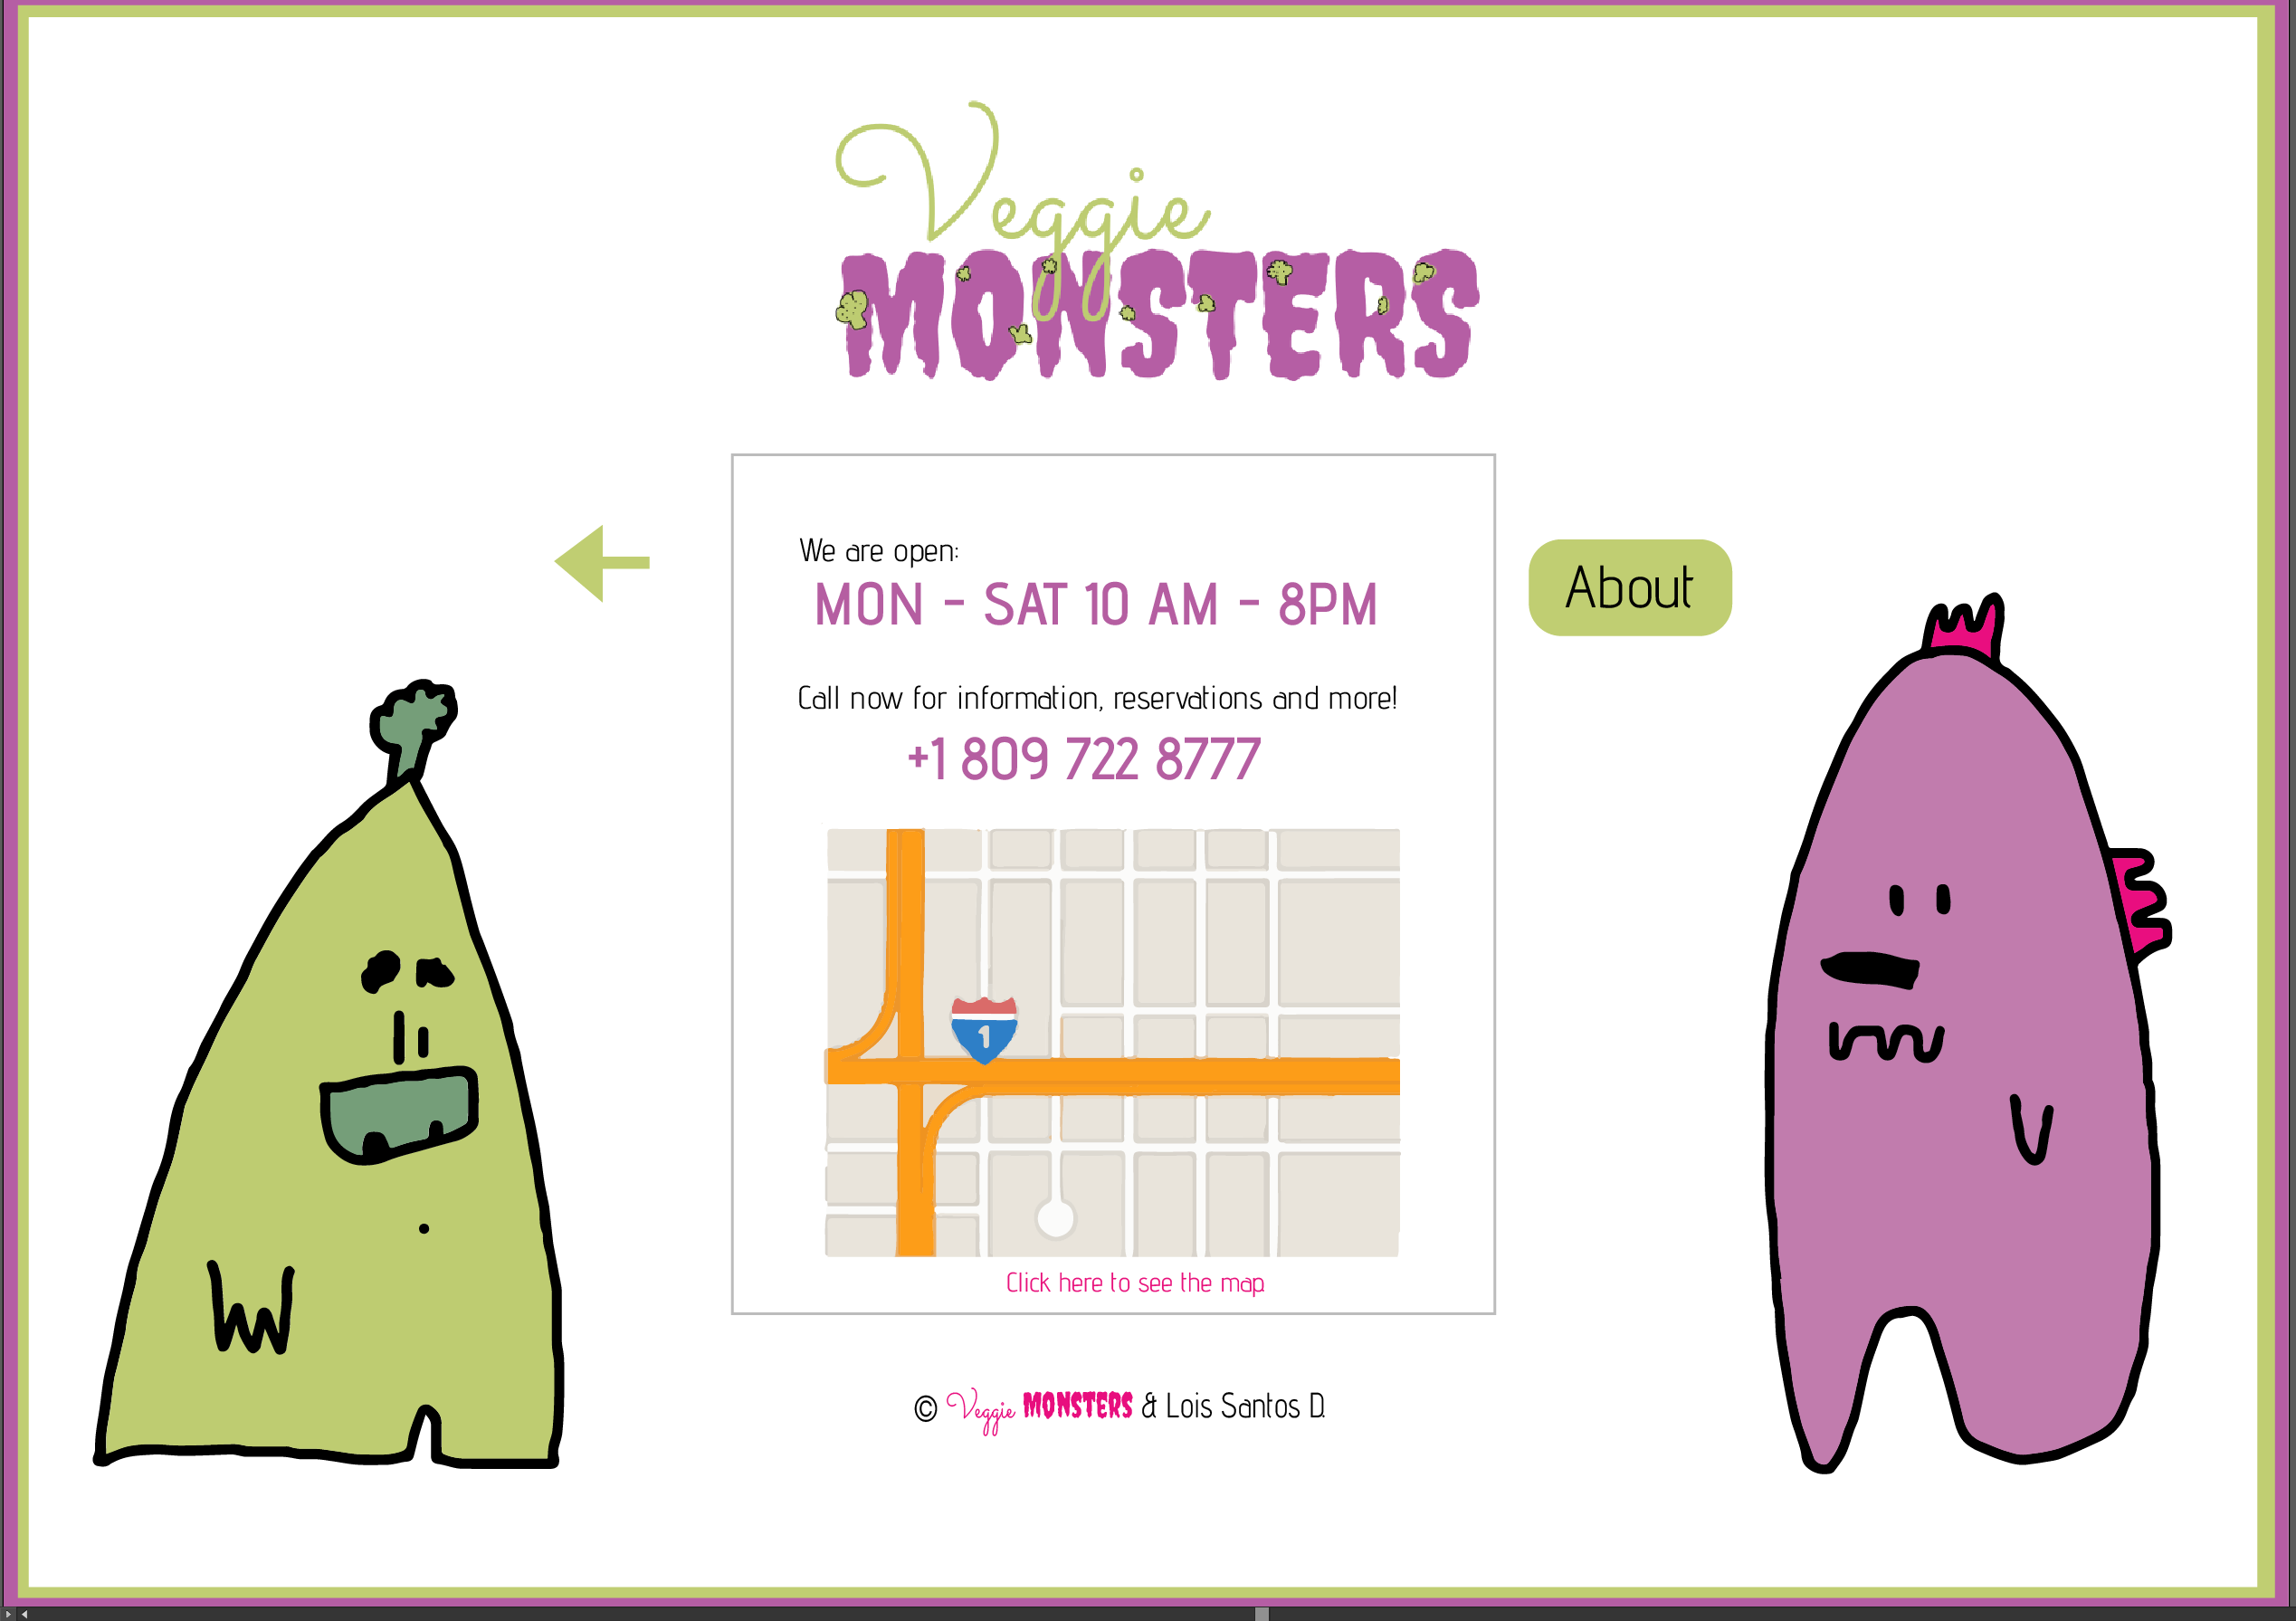 Veggie
MONSTERS
We are open:
MON - SAT 10 AM - 8PM
About
Call now for information, reservations and more!
+1 809 722 8777
1
Click here to see the map.
© Veggie MONSTERS & Lois Santos D.